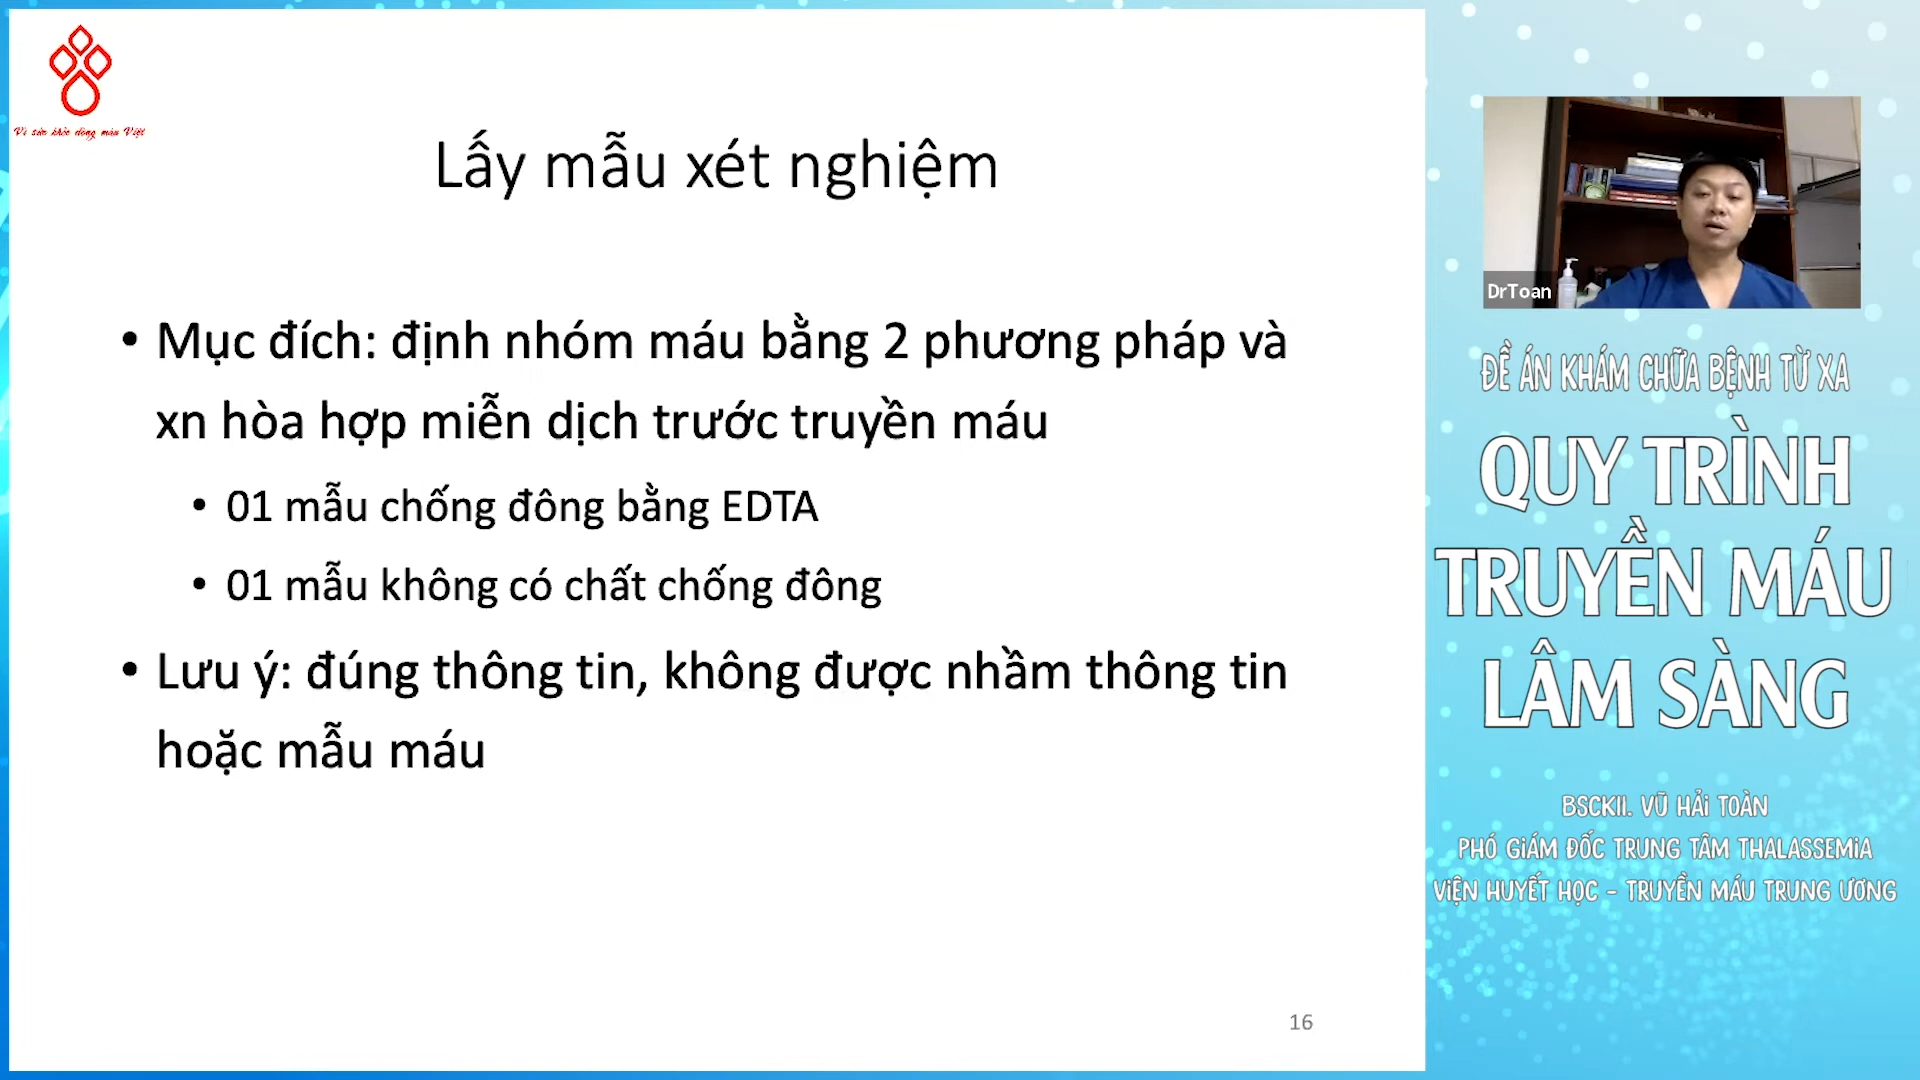 Vì sức khỏe dòng máu Việt
Lấy mẫu xét nghiệm
• Mục đích: định nhóm máu bằng 2 phương pháp và
xn hòa hợp miễn dịch trước truyền máu
• 01 mẫu chống đông bằng EDTA
• 01 mẫu không có chất chống đông
• Lưu ý: đúng thông tin, không được nhầm thông tin
hoặc mẫu máu
16
DrToan
ĐỀ ÁN KHÁM CHỮA BỆNH TỪ XA
QUY TRÌNH
TRUYỀN MÁU
LÂM SÀNG
BSCKII. VŨ HẢI TOÀN
PHÓ GIÁM ĐỐC TRUNG TÂM THALASSEMIA
VIỆN HUYẾT HỌC - TRUYỀN MÁU TRUNG ƯƠNG